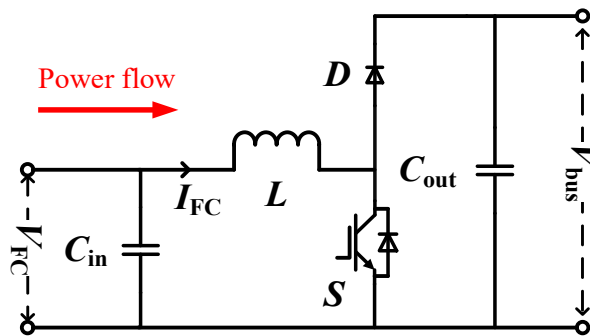 Power flow
D
I_FC
L
C_out
V_bus
V_FC
C_in
S